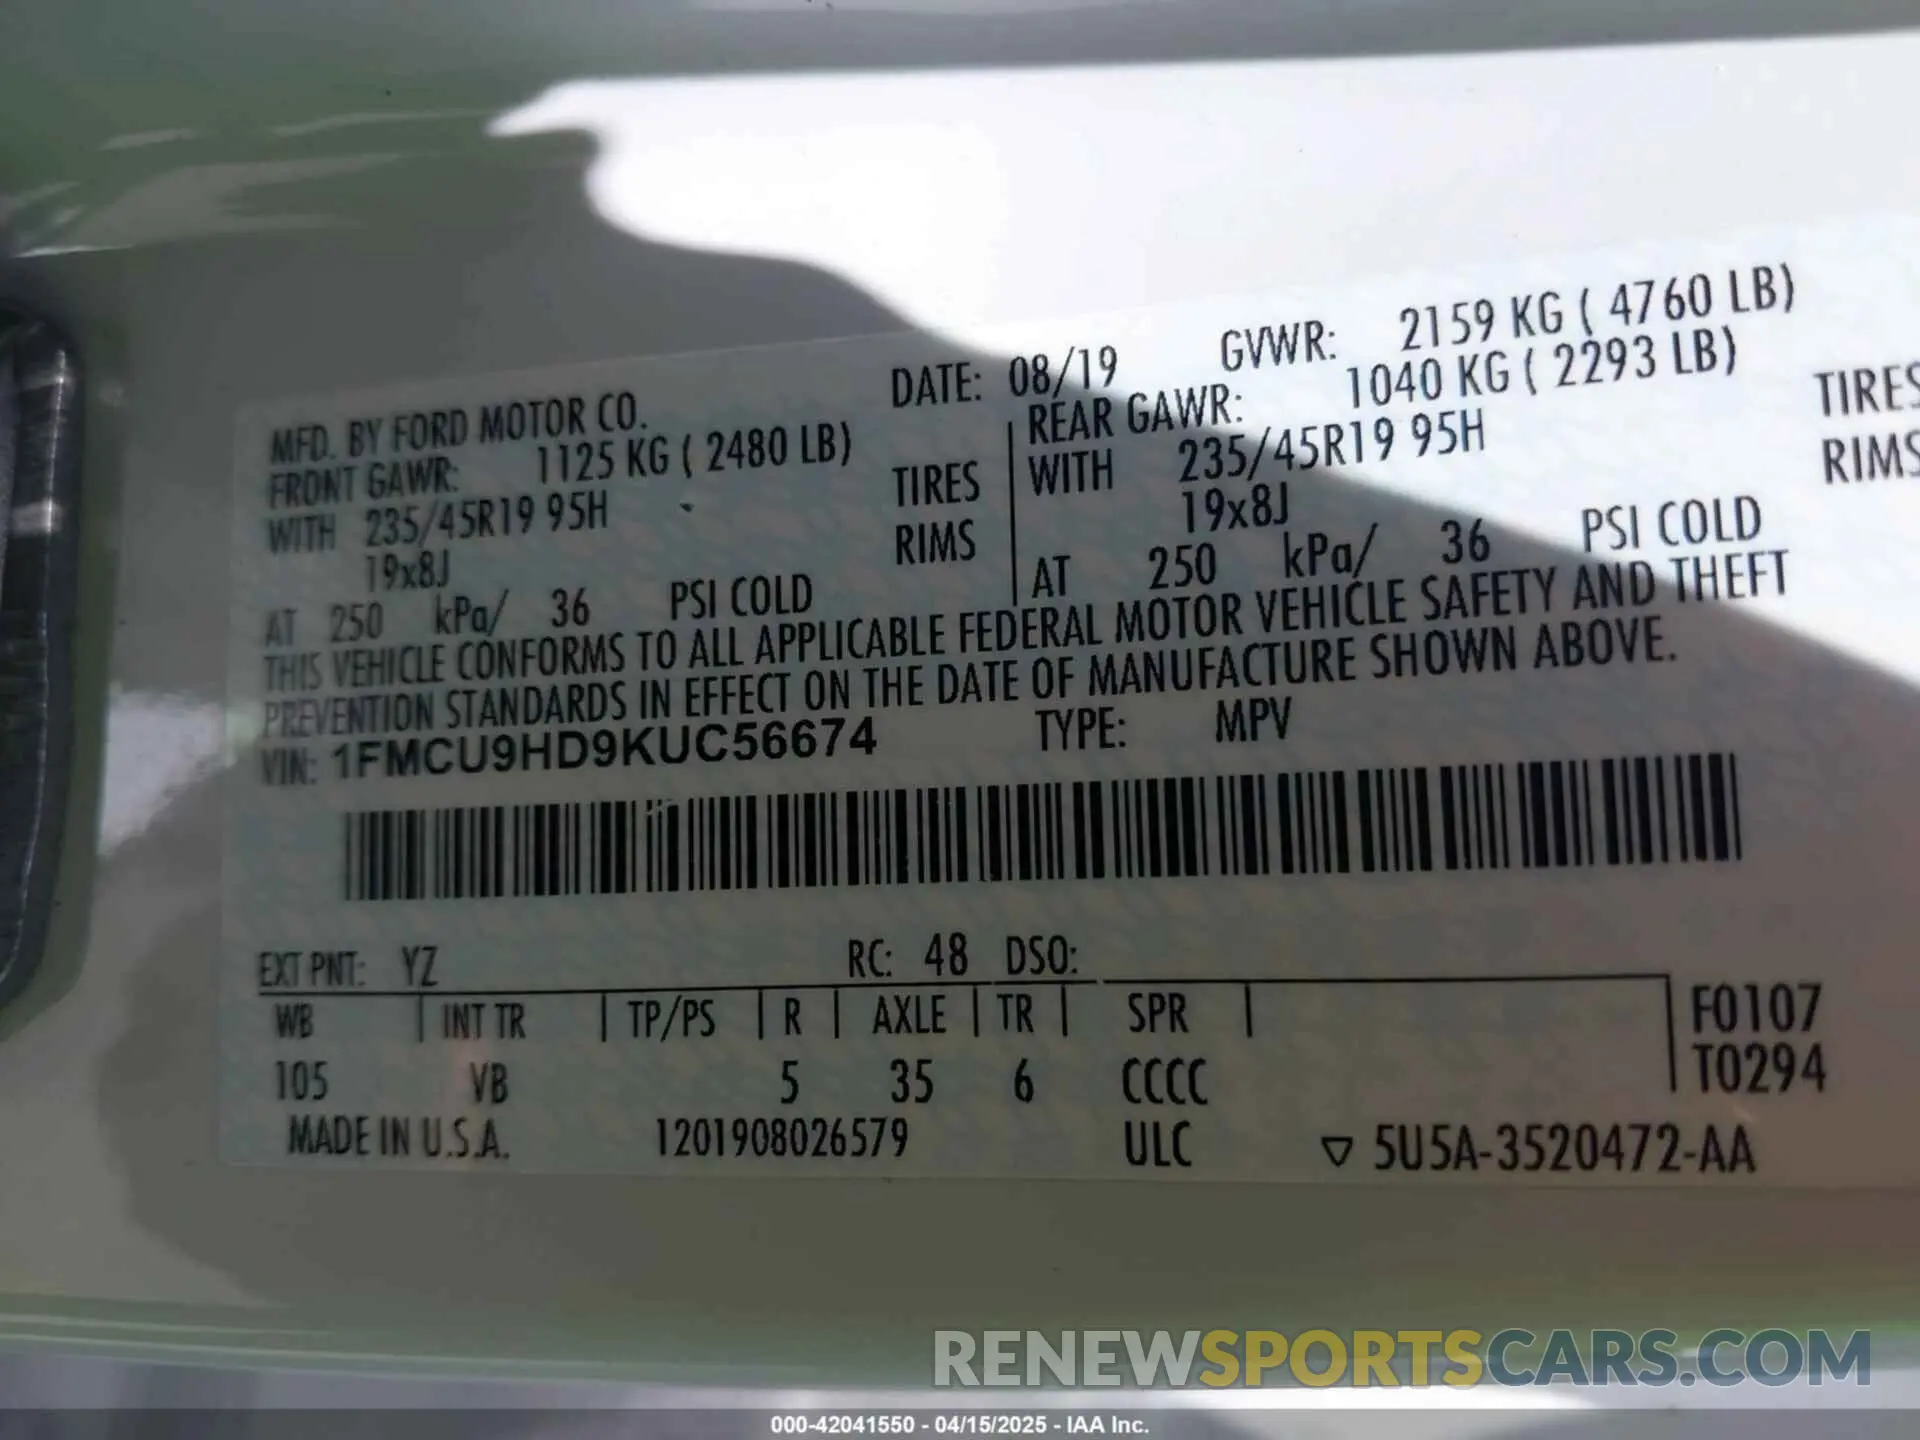 MFD. BY FORD MOTOR CO. DATE: 08/19 GVWR: 2159 KG ( 4760 LB)
FRONT GAWR: 1125 KG ( 2480 LB) REAR GAWR: 1040 KG ( 2293 LB)
WITH 235/45R19 95H TIRES WITH 235/45R19 95H TIRES
19x8J RIMS 19x8J RIMS
AT 250 kPa/ 36 PSI COLD AT 250 kPa/ 36 PSI COLD
THIS VEHICLE CONFORMS TO ALL APPLICABLE FEDERAL MOTOR VEHICLE SAFETY AND THEFT
PREVENTION STANDARDS IN EFFECT ON THE DATE OF MANUFACTURE SHOWN ABOVE.
VIN: 1FMCU9HD9KUC56674 TYPE: MPV
EXT PNT: YZ RC: 48 DSO:
WB INT TR TP/PS R AXLE TR SPR F0107
105 VB 5 35 6 CCCC T0294
MADE IN U.S.A. 1201908026579 ULC ▽ 5U5A-3520472-AA
RENEWSPORTSCARS.COM
000-42041550 - 04/15/2025 - IAA Inc.